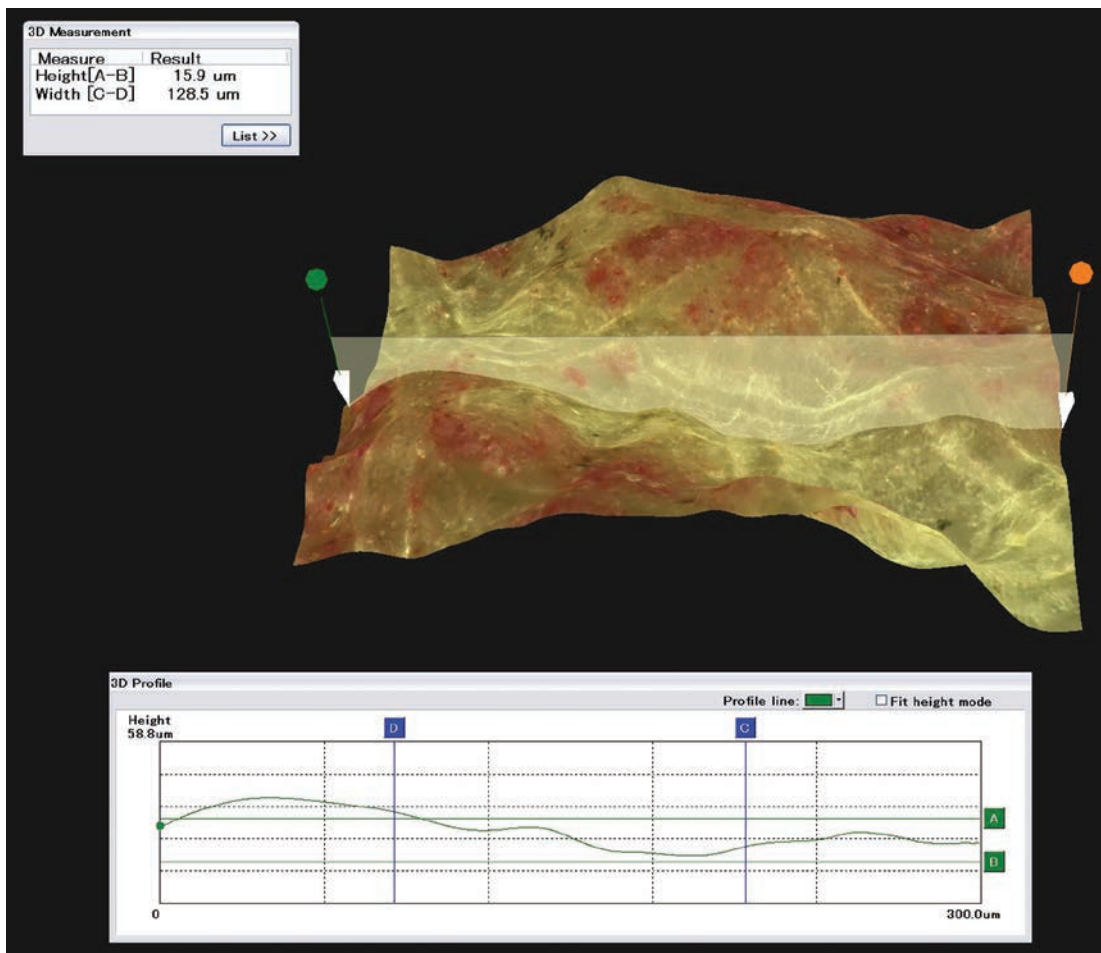 3D Measurement
Measure Result
Height[A-B] 15.9 um
Width [C-D] 128.5 um
List >>
3D Profile
Profile line: Fit height mode
Height
58.8um
D C
A
B
0 300.0um